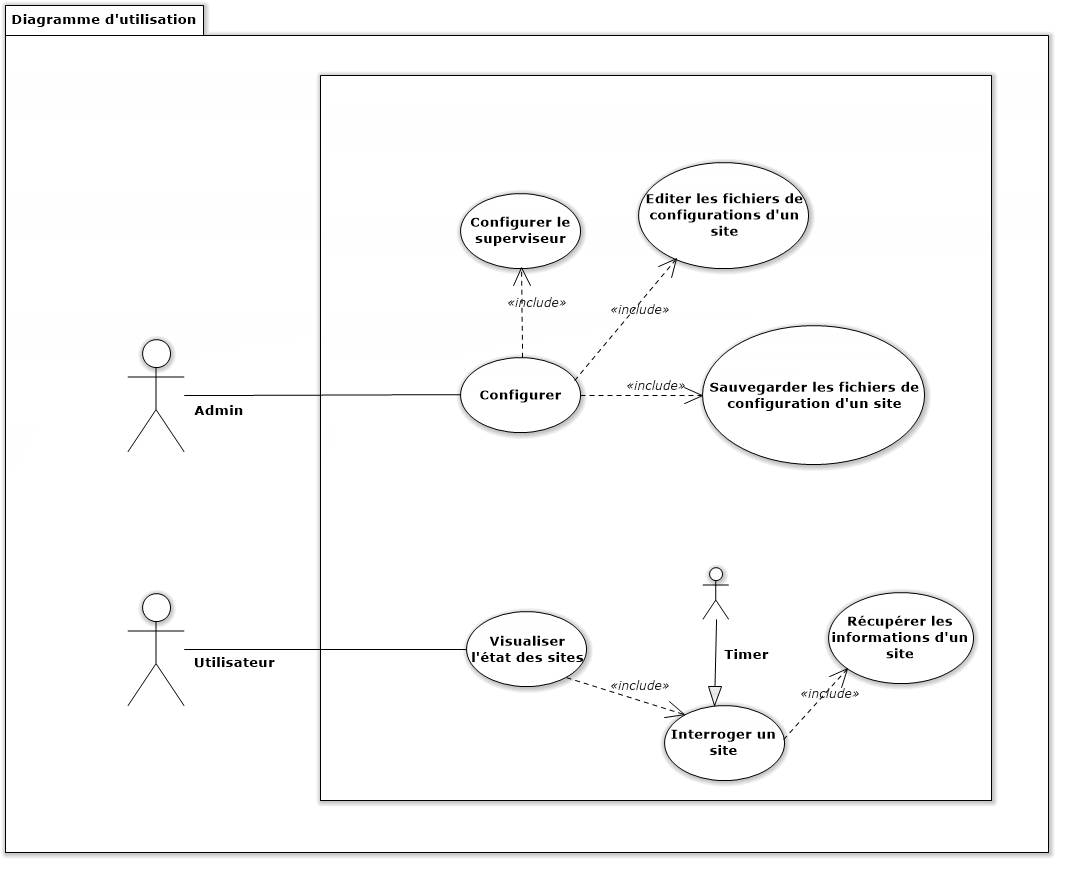 Diagramme d'utilisation
Editer les fichiers de
configurations d'un
site
Configurer le
superviseur
«include»
«include»
«include»
Configurer
Sauvegarder les fichiers de
configuration d'un site
Admin
Visualiser
l'état des sites
Utilisateur
Timer
Récupérer les
informations d'un
site
«include»
«include»
Interroger un
site